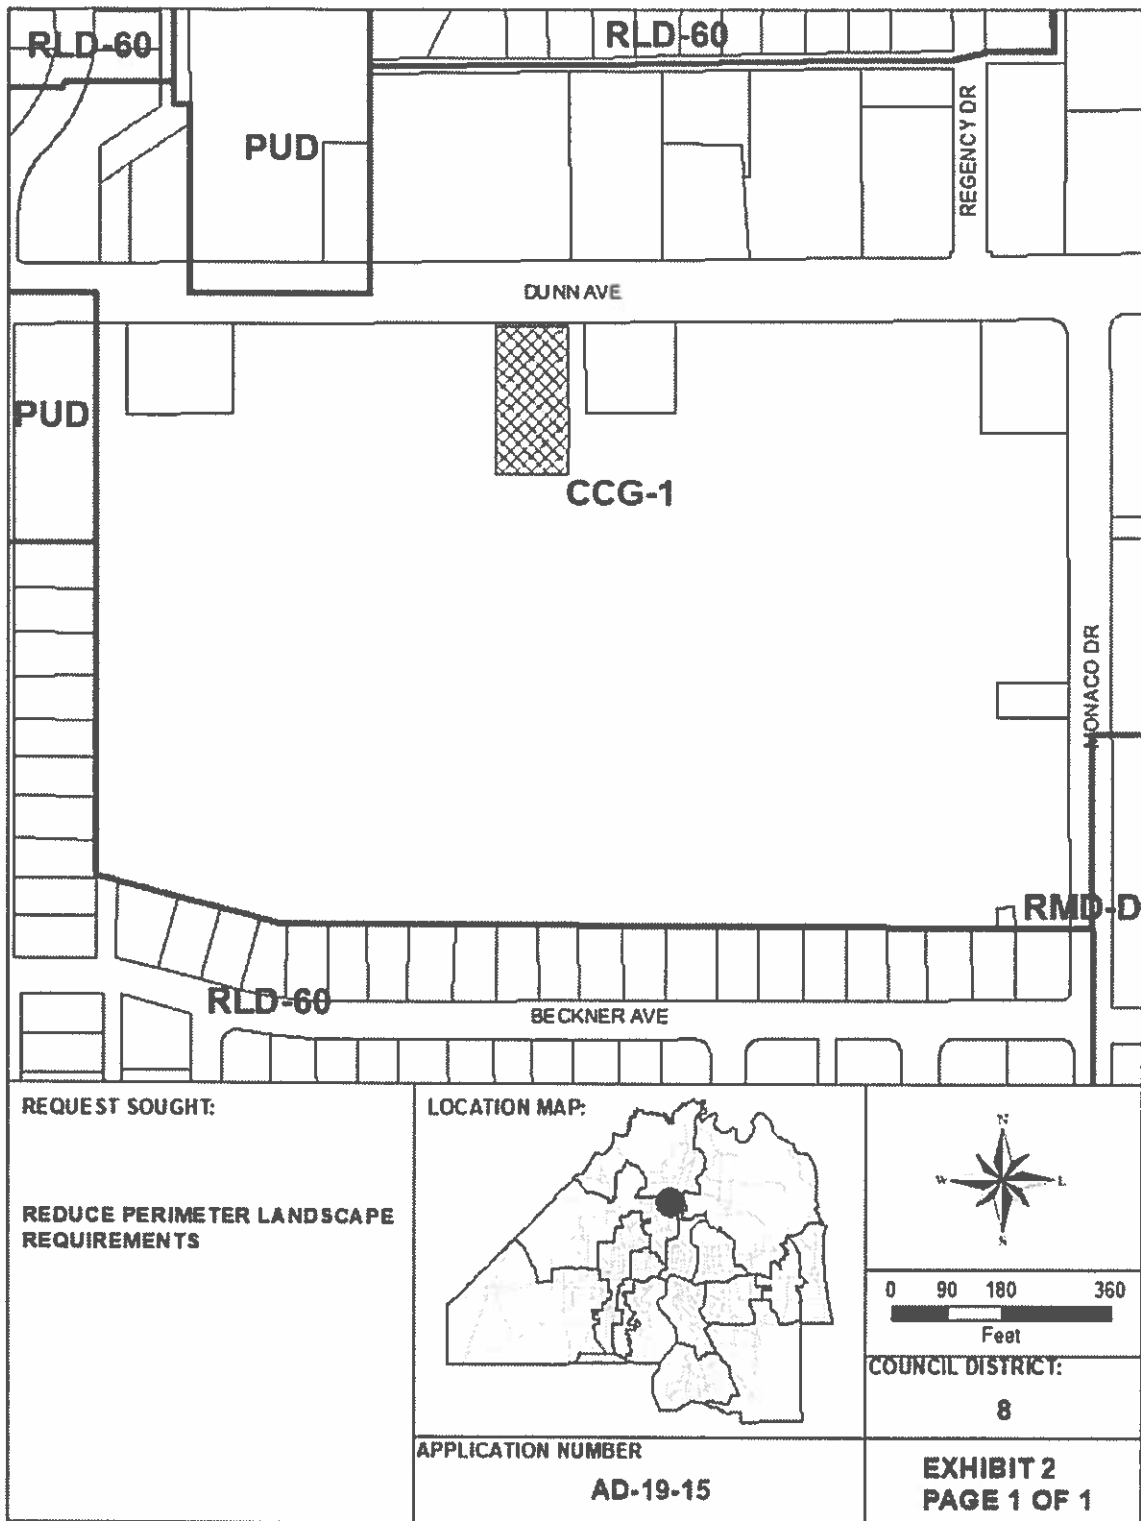 RLD-60
RLD-60
PUD
REGENCY DR
DUNN AVE
PUD
CCG-1
MONACO DR
RMD-D
RLD-60
BECKNER AVE
REQUEST SOUGHT:
REDUCE PERIMETER LANDSCAPE
REQUIREMENTS
LOCATION MAP:
N
W
S
0 90 180 360
Feet
COUNCIL DISTRICT:
8
APPLICATION NUMBER
AD-19-15
EXHIBIT 2
PAGE 1 OF 1